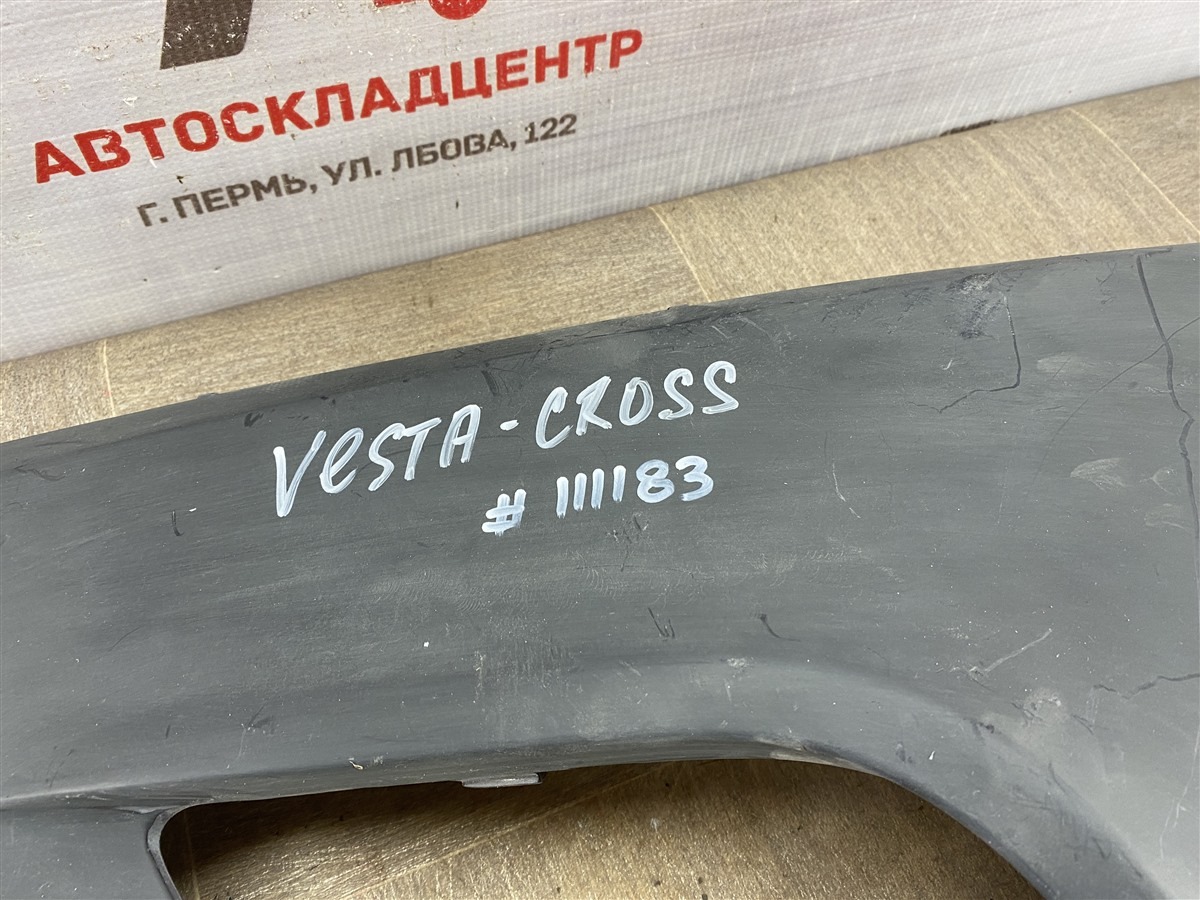 АВТОСКЛАДЦЕНТР
Г. ПЕРМЬ, УЛ. ЛБОВА, 122
VeSTA-CROSS
# 111183